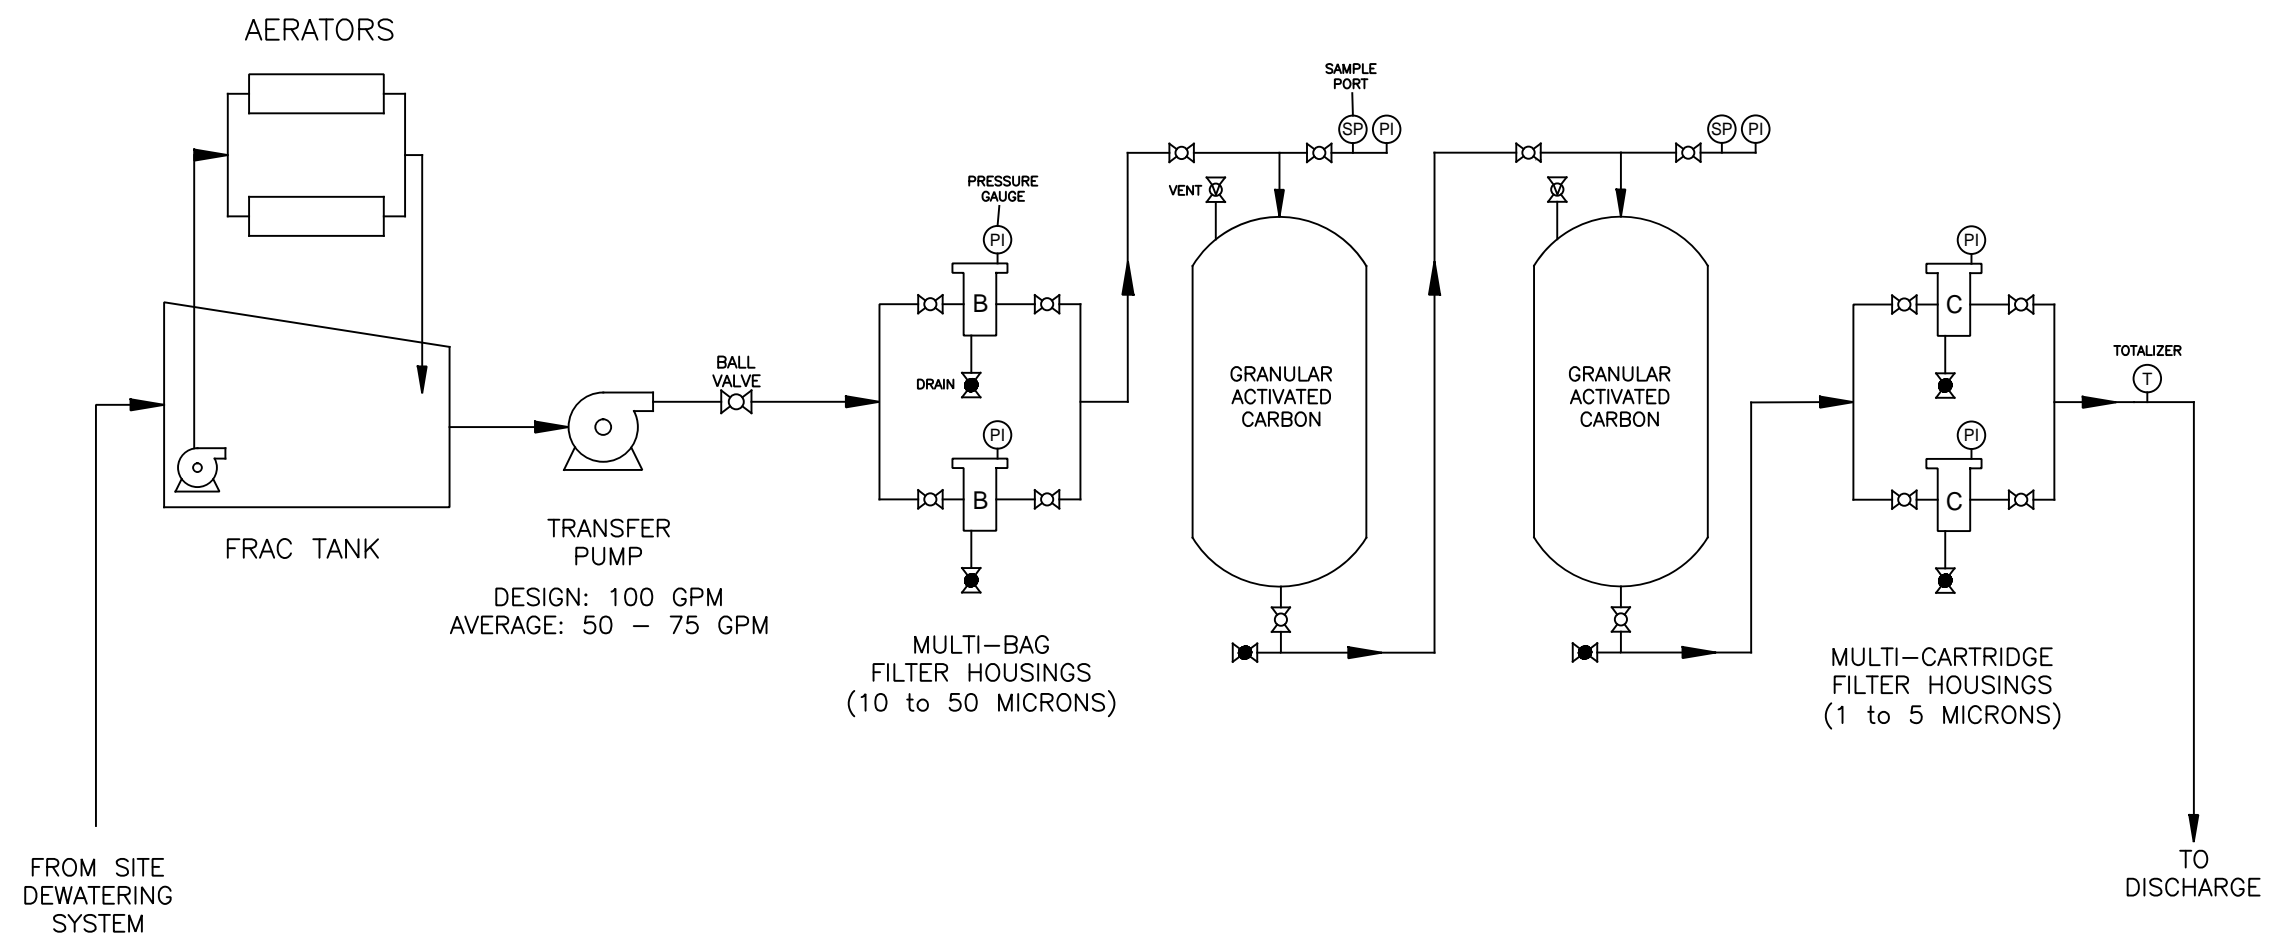 AERATORS
FRAC TANK
FROM SITE
DEWATERING
SYSTEM
TRANSFER
PUMP
DESIGN: 100 GPM
AVERAGE: 50 – 75 GPM
BALL
VALVE
PRESSURE
GAUGE
PI
B
DRAIN
PI
B
MULTI–BAG
FILTER HOUSINGS
(10 to 50 MICRONS)
SAMPLE
PORT
SP PI
VENT V
GRANULAR
ACTIVATED
CARBON
SP PI
V
GRANULAR
ACTIVATED
CARBON
PI
C
PI
C
MULTI–CARTRIDGE
FILTER HOUSINGS
(1 to 5 MICRONS)
TOTALIZER
T
TO
DISCHARGE